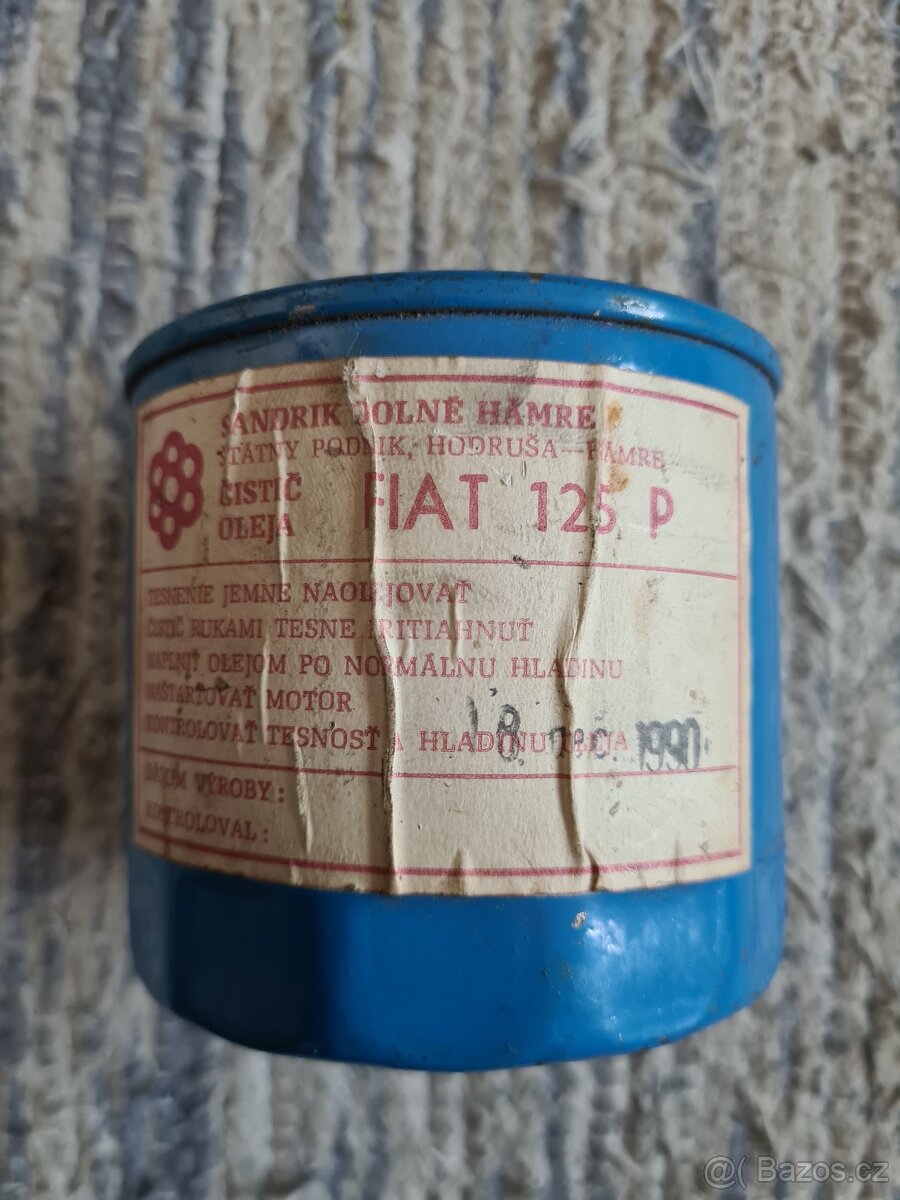 SANDRIK DOLNÉ HÁMRE
ŠTÁTNY PODNIK, HODRUŠA-HÁMRE
ČISTIČ
OLEJA
FIAT 125 P
TESNENIE JEMNE NAOLEJOVAŤ
ČISTIČ RUKAMI TESNE PRITIAHNUŤ
NAPLNIŤ OLEJOM PO NORMÁLNU HLADINU
NAŠTARTOVAŤ MOTOR
KONTROLOVAŤ TESNOSŤ A HLADINU OLEJA
8. 1990
DÁTUM VÝROBY :
KONTROLOVAL :
@( Bazos.cz